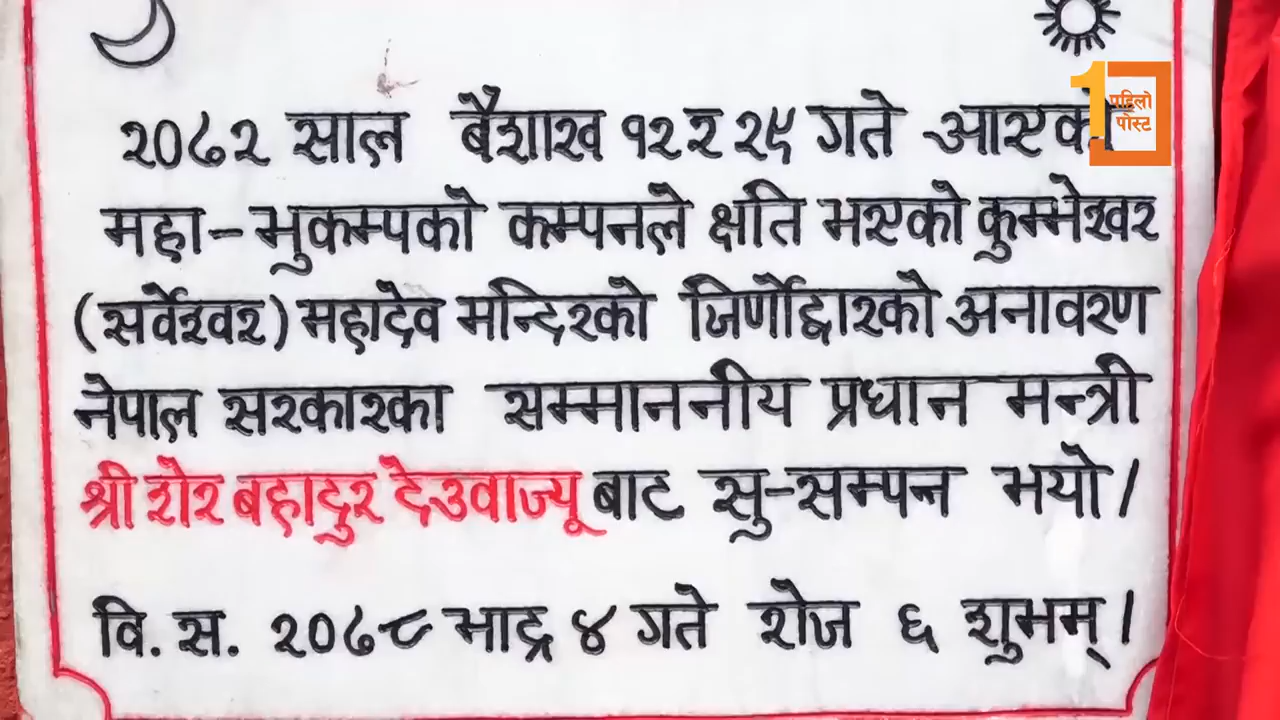 २०७२ साल बैशाख १२ र २९ गते आएको
पहिलो
पोस्ट
महा-भुकम्पको कम्पनले क्षति भएको कुम्भेश्वर
(सर्वेश्वर) महादेव मन्दिरको जिर्णोद्धारको अनावरण
नेपाल सरकारका सम्माननीय प्रधान मन्त्री
श्री शेर बहादुर देउवाज्यू बाट सु-सम्पन भयो।
वि. स. २०७८ भाद्र ४ गते रोज ६ शुभम्।